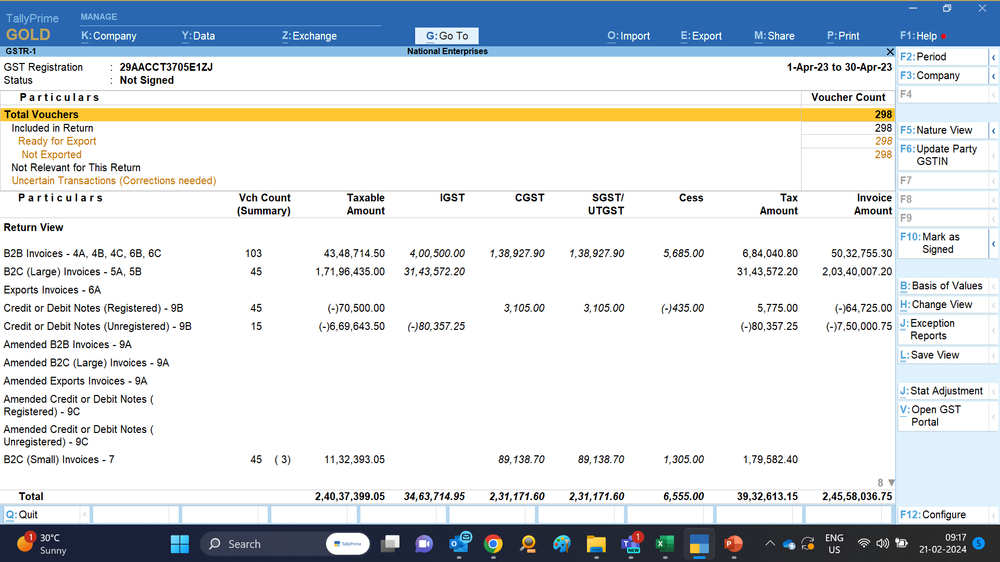 TallyPrime
GOLD
MANAGE
K: Company
Y: Data
Z: Exchange
G: Go To
O: Import
E: Export
M: Share
P: Print
F1: Help
GSTR-1
National Enterprises
GST Registration : 29AACCT3705E1ZJ
1-Apr-23 to 30-Apr-23
Status : Not Signed
Particulars Voucher Count
Total Vouchers 298
Included in Return 298
Ready for Export 298
Not Exported 298
Not Relevant for This Return
Uncertain Transactions (Corrections needed)
Particulars Vch Count Taxable IGST CGST SGST/ Cess Tax Invoice
(Summary) Amount UTGST Amount Amount
Return View
B2B Invoices - 4A, 4B, 4C, 6B, 6C 103 43,48,714.50 4,00,500.00 1,38,927.90 1,38,927.90 5,685.00 6,84,040.80 50,32,755.30
B2C (Large) Invoices - 5A, 5B 45 1,71,96,435.00 31,43,572.20 31,43,572.20 2,03,40,007.20
Exports Invoices - 6A
Credit or Debit Notes (Registered) - 9B 45 (-)70,500.00 3,105.00 3,105.00 (-)435.00 5,775.00 (-)64,725.00
Credit or Debit Notes (Unregistered) - 9B 15 (-)6,69,643.50 (-)80,357.25 (-)80,357.25 (-)7,50,000.75
Amended B2B Invoices - 9A
Amended B2C (Large) Invoices - 9A
Amended Exports Invoices - 9A
Amended Credit or Debit Notes (
Registered) - 9C
Amended Credit or Debit Notes (
Unregistered) - 9C
B2C (Small) Invoices - 7 45 ( 3) 11,32,393.05 89,138.70 89,138.70 1,305.00 1,79,582.40
8 ▼
Total 2,40,37,399.05 34,63,714.95 2,31,171.60 2,31,171.60 6,555.00 39,32,613.15 2,45,58,036.75
Q: Quit
F2: Period
F3: Company
F4
F5: Nature View
F6: Update Party
GSTIN
F7
F8
F9
F10: Mark as
Signed
B: Basis of Values
H: Change View
J: Exception
Reports
L: Save View
J: Stat Adjustment
V: Open GST
Portal
F12: Configure
1
30°C
Sunny
Search
TallyPrime
O
999
1
T
NEW
X
P
ENG
US
09:17
21-02-2024
5